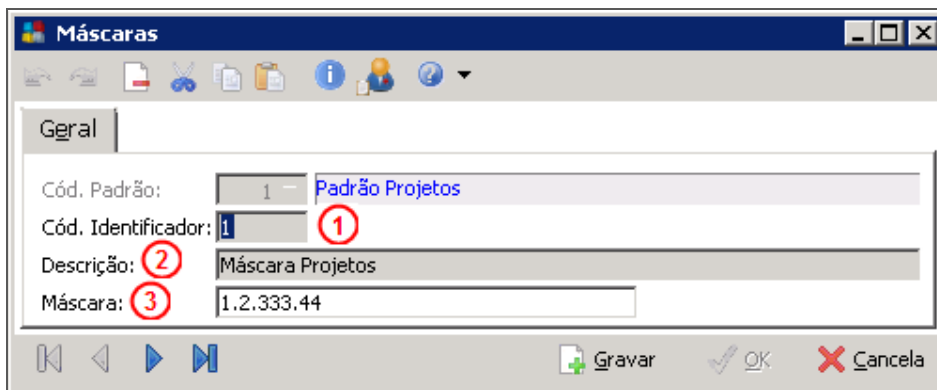 Máscaras
Geral
Cód. Padrão: 1 Padrão Projetos
Cód. Identificador: 1 1
Descrição: 2 Máscara Projetos
Máscara: 3 1.2.333.44
Gravar OK Cancela